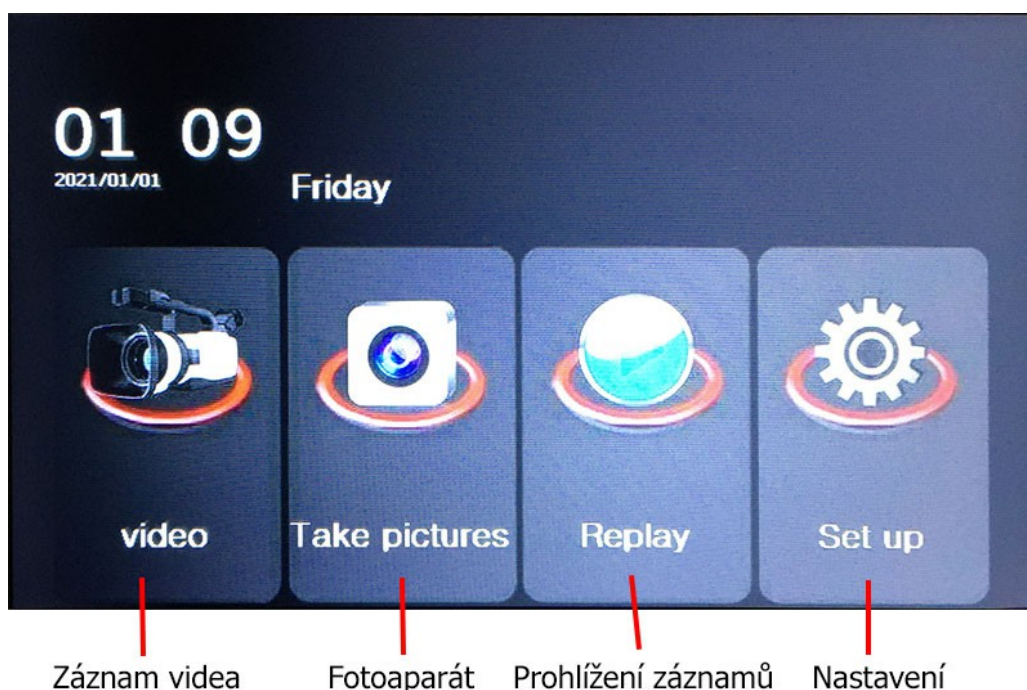 01 09
2021/01/01
Friday
video Take pictures Replay Set up
Záznam videa Fotoaparát Prohlížení záznamů Nastavení